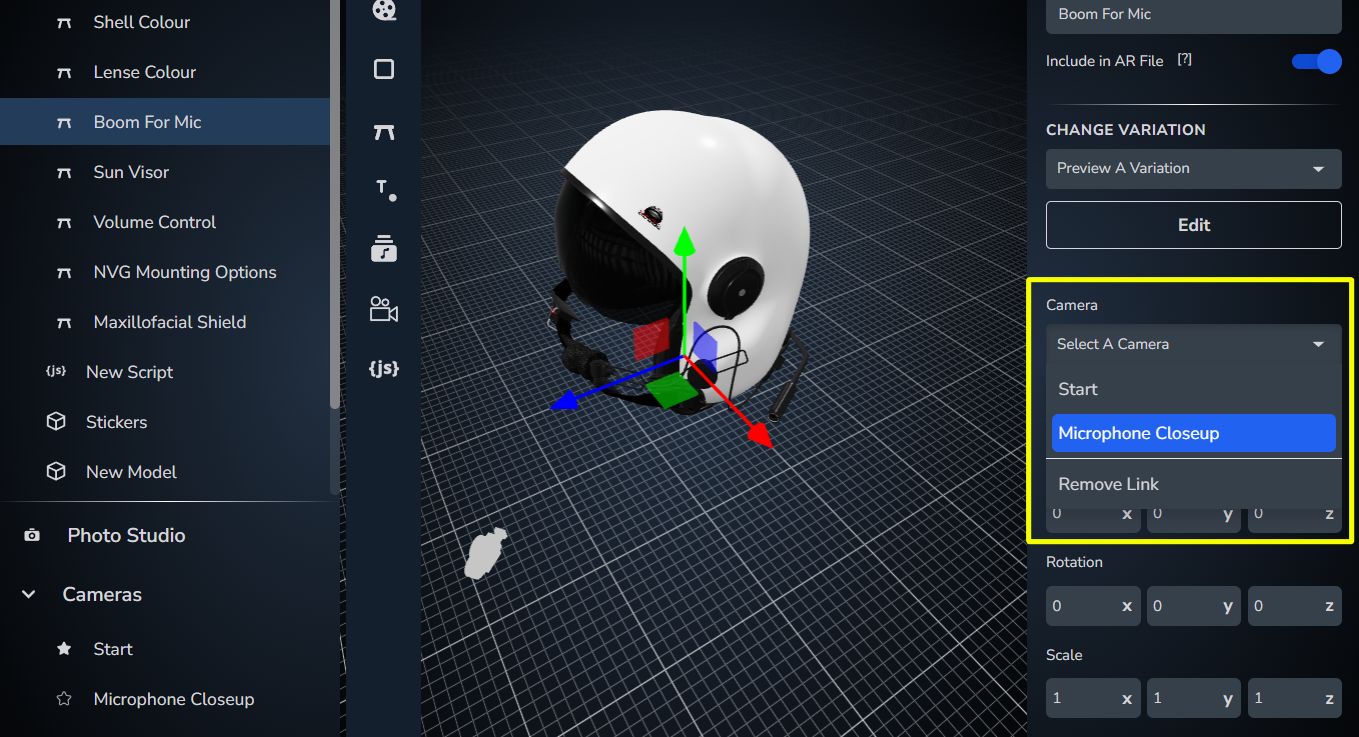 Shell Colour
Lense Colour
Boom For Mic
Sun Visor
Volume Control
NVG Mounting Options
Maxillofacial Shield
{js} New Script
Stickers
New Model
Photo Studio
Cameras
Start
Microphone Closeup
T
{js}
Boom For Mic
Include in AR File [?]
CHANGE VARIATION
Preview A Variation
Edit
Camera
Select A Camera
Start
Microphone Closeup
Remove Link
0 x 0 y 0 z
Rotation
0 x 0 y 0 z
Scale
1 x 1 y 1 z